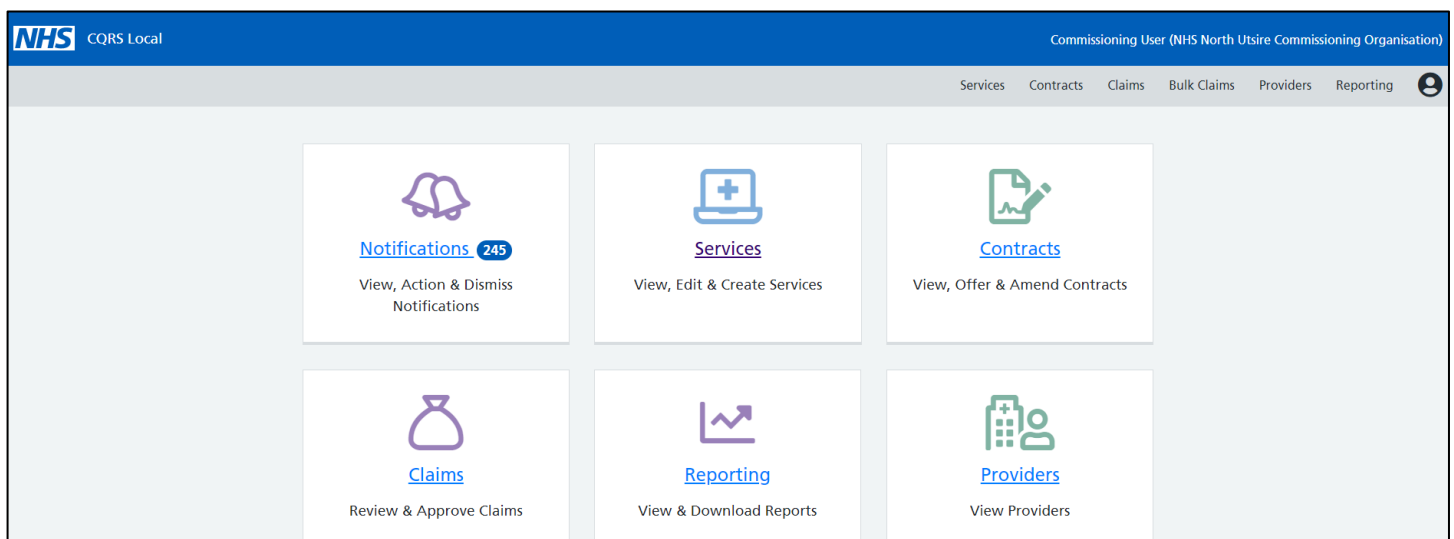 NHS CQRS Local
Commissioning User (NHS North Utsire Commissioning Organisation)
Services Contracts Claims Bulk Claims Providers Reporting
Notifications 245
View, Action & Dismiss
Notifications
Services
View, Edit & Create Services
Contracts
View, Offer & Amend Contracts
Claims
Review & Approve Claims
Reporting
View & Download Reports
Providers
View Providers